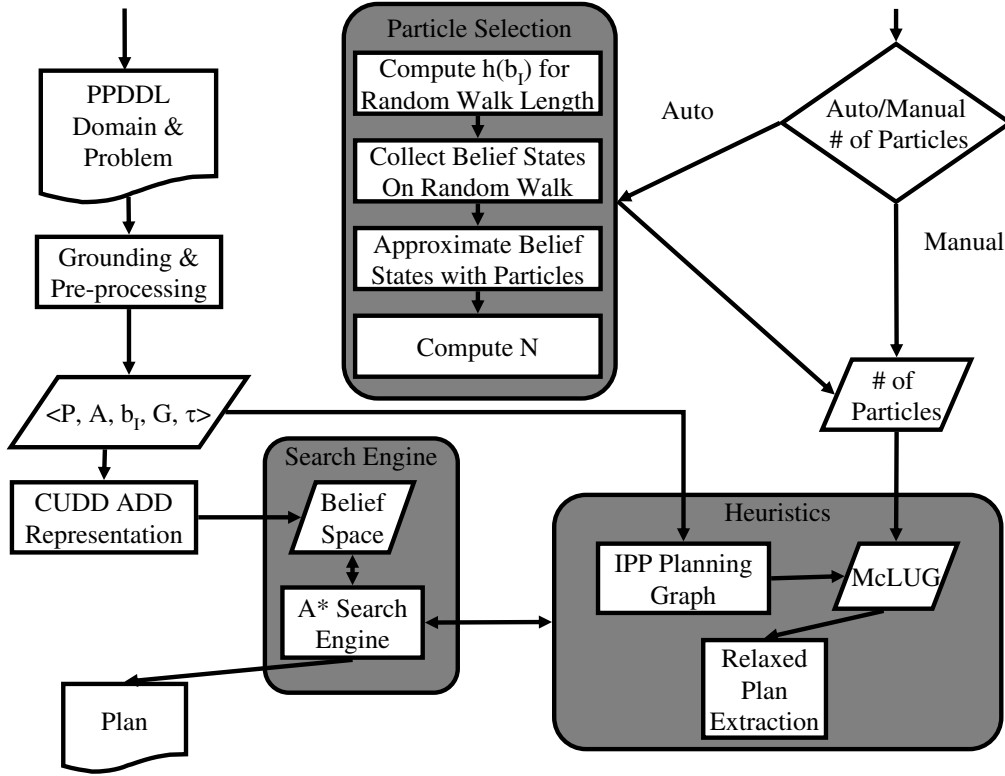 PPDDL
Domain &
Problem
Grounding &
Pre-processing
<P, A, b_I, G, τ>
CUDD ADD
Representation
Particle Selection
Compute h(b_I) for
Random Walk Length
Collect Belief States
On Random Walk
Approximate Belief
States with Particles
Compute N
Auto
Auto/Manual
# of Particles
Manual
# of
Particles
Search Engine
Belief
Space
A* Search
Engine
Plan
Heuristics
IPP Planning
Graph
McLUG
Relaxed
Plan
Extraction